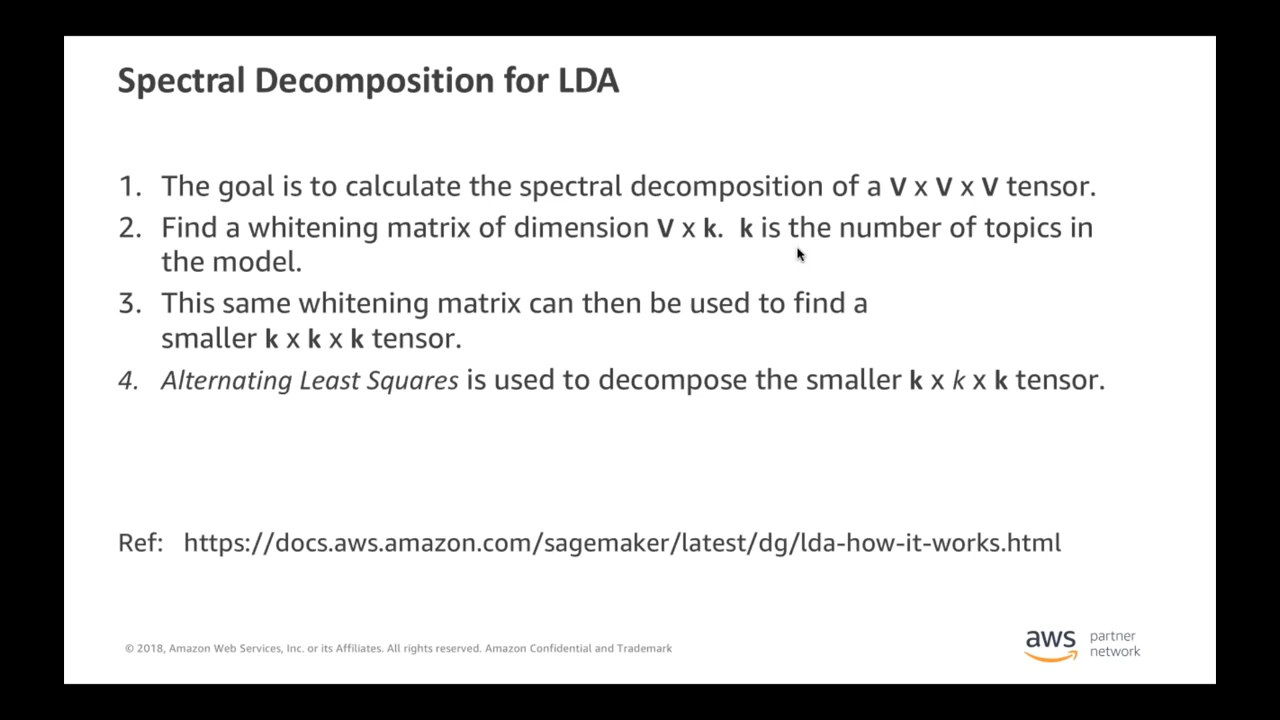 Spectral Decomposition for LDA
1. The goal is to calculate the spectral decomposition of a V x V x V tensor.
2. Find a whitening matrix of dimension V x k.  k is the number of topics in
the model.
3. This same whitening matrix can then be used to find a
smaller k x k x k tensor.
4. Alternating Least Squares is used to decompose the smaller k x k x k tensor.
Ref:   https://docs.aws.amazon.com/sagemaker/latest/dg/lda-how-it-works.html
© 2018, Amazon Web Services, Inc. or its Affiliates. All rights reserved. Amazon Confidential and Trademark
aws
partner
network